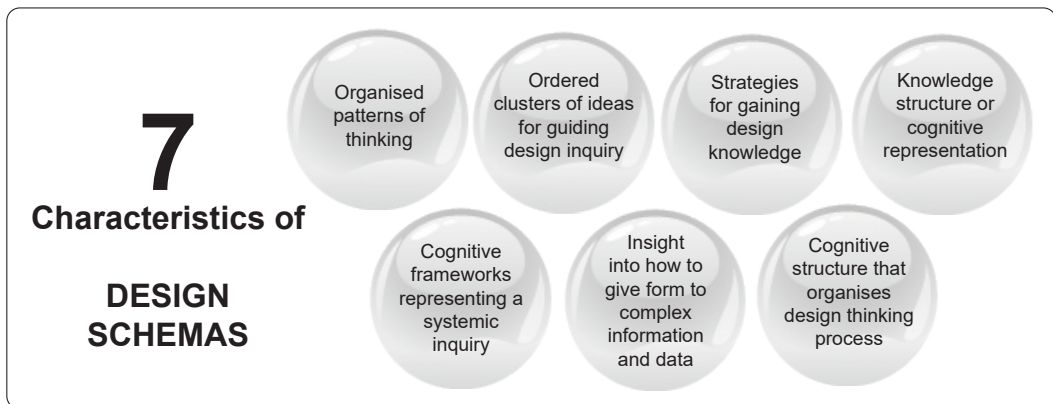 7
Characteristics of
DESIGN
SCHEMAS
Organised
patterns of
thinking
Ordered
clusters of ideas
for guiding
design inquiry
Strategies
for gaining
design
knowledge
Knowledge
structure or
cognitive
representation
Cognitive
frameworks
representing a
systemic
inquiry
Insight
into how to
give form to
complex
information
and data
Cognitive
structure that
organises
design thinking
process